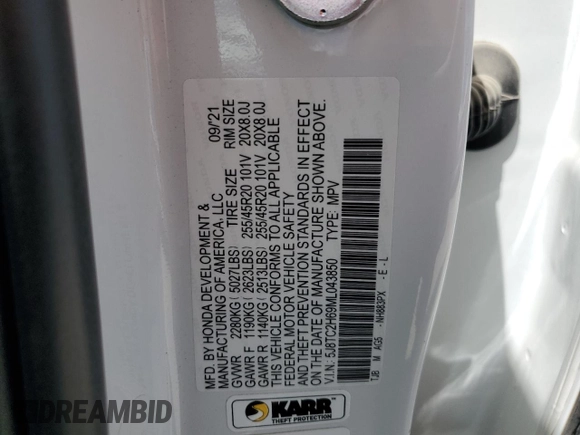 MFD. BY HONDA DEVELOPMENT &
MANUFACTURING OF AMERICA, LLC 09/'21
TIRE SIZE RIM SIZE
GVWR 2280KG ( 5027LBS) 255/45R20 101V 20X8.0J
GAWR F 1190KG ( 2623LBS) 255/45R20 101V 20X8.0J
GAWR R 1140KG ( 2513LBS)
THIS VEHICLE CONFORMS TO ALL APPLICABLE
FEDERAL MOTOR VEHICLE SAFETY
AND THEFT PREVENTION STANDARDS IN EFFECT
ON THE DATE OF MANUFACTURE SHOWN ABOVE.
V.I.N.: 5J8TC2H69ML043850 TYPE: MPV
TJB M AG5 -NH883PX -E-L
KARR
THEFT PROTECTION
DREAMBID